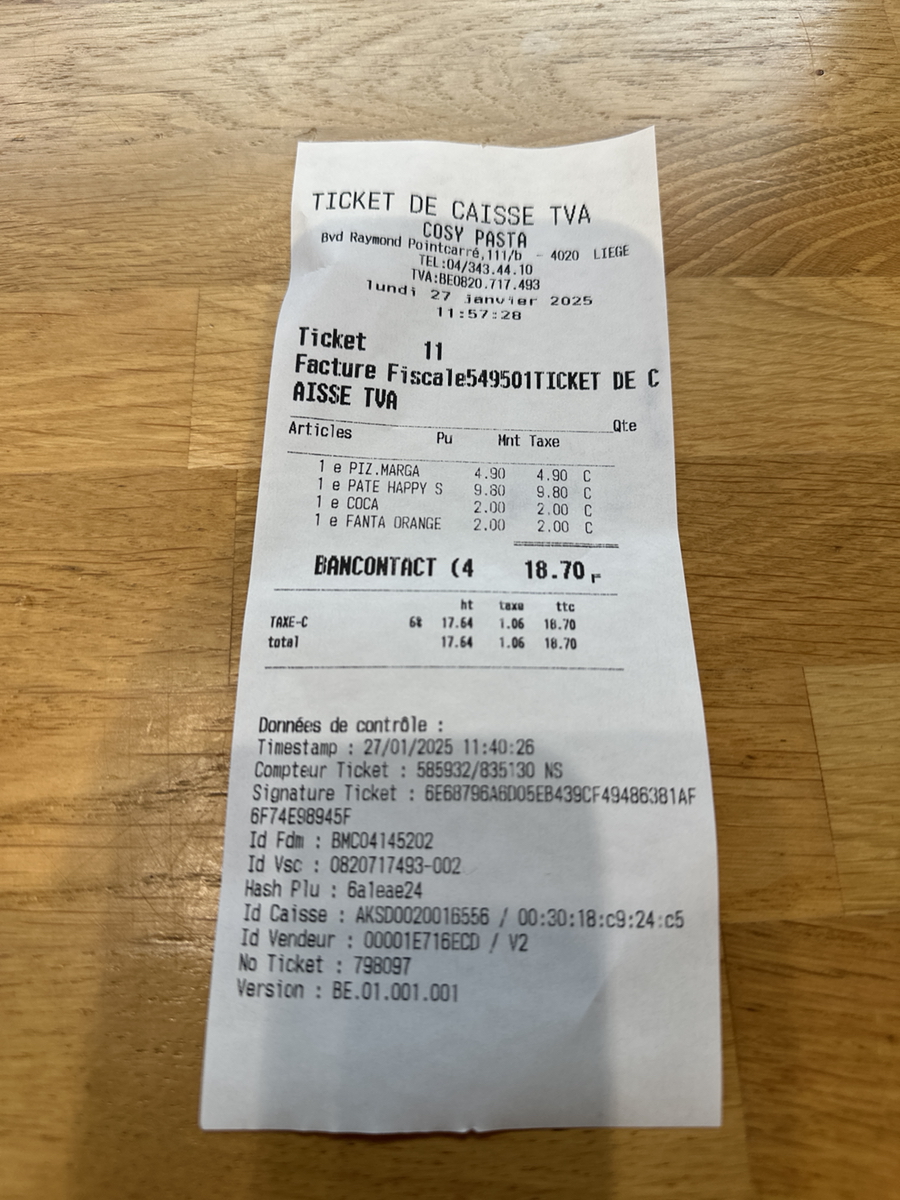 TICKET DE CAISSE TVA
COSY PASTA
Bvd Raymond Pointcarré,111/b - 4020 LIEGE
TEL:04/343.44.10
TVA:BE0820.717.493
lundi 27 janvier 2025
11:57:28
Ticket 11
Facture Fiscale549501TICKET DE C
AISSE TVA
Articles Pu Mnt Taxe Qte
1 e PIZ.MARGA 4.90 4.90 C
1 e PATE HAPPY S 9.80 9.80 C
1 e COCA 2.00 2.00 C
1 e FANTA ORANGE 2.00 2.00 C
BANCONTACT (4 18.70
ht taxe ttc
TAXE-C 6% 17.64 1.06 18.70
total 17.64 1.06 18.70
Données de contrôle :
Timestamp : 27/01/2025 11:40:26
Compteur Ticket : 585932/835130 NS
Signature Ticket : 6E68796A6D05EB439CF49486381AF
6F74E98945F
Id Fdm : BMC04145202
Id Vsc : 0820717493-002
Hash Plu : 6a1eae24
Id Caisse : AKSD0020016556 / 00:30:18:c9:24:c5
Id Vendeur : 00001E716ECD / V2
No Ticket : 798097
Version : BE.01.001.001